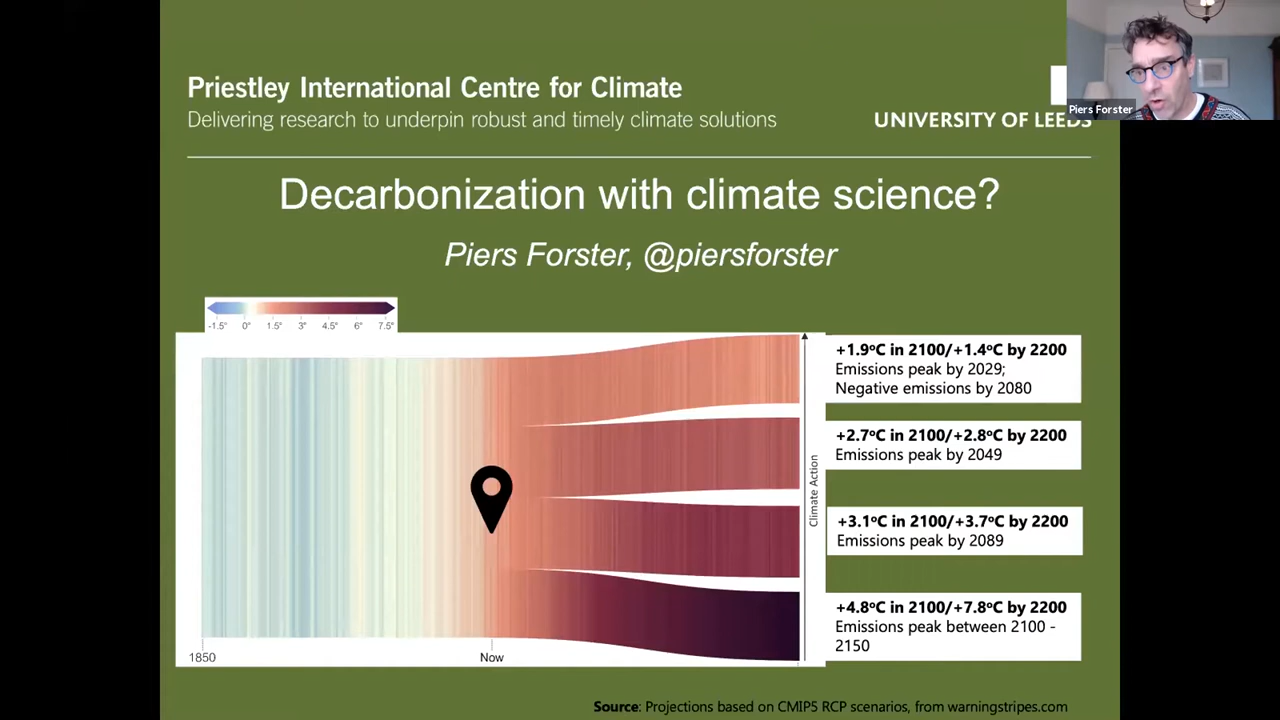 Priestley International Centre for Climate
Delivering research to underpin robust and timely climate solutions
UNIVERSITY OF LEEDS
Piers Forster
Decarbonization with climate science?
Piers Forster, @piersforster
-1.5° 0° 1.5° 3° 4.5° 6° 7.5°
+1.9ºC in 2100/+1.4ºC by 2200
Emissions peak by 2029;
Negative emissions by 2080
+2.7ºC in 2100/+2.8ºC by 2200
Emissions peak by 2049
Climate Action
+3.1ºC in 2100/+3.7ºC by 2200
Emissions peak by 2089
+4.8ºC in 2100/+7.8ºC by 2200
Emissions peak between 2100 -
2150
1850 Now
Source: Projections based on CMIP5 RCP scenarios, from warningstripes.com